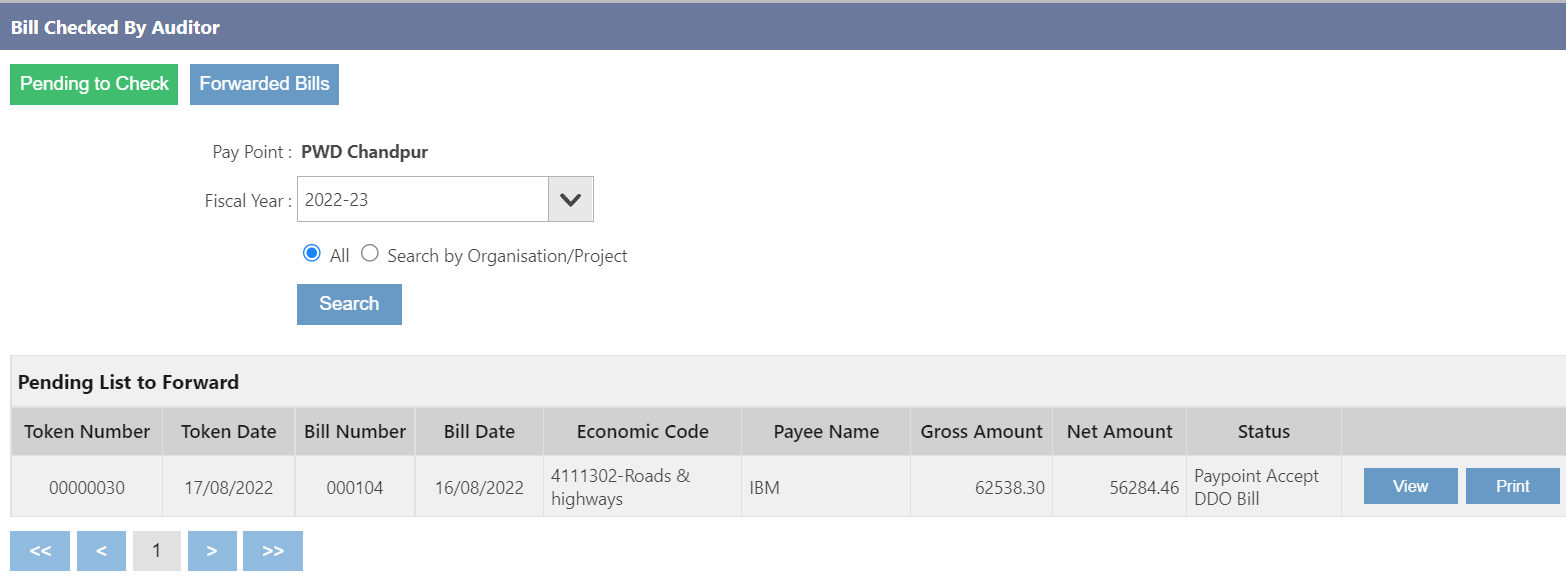 Bill Checked By Auditor
Pending to Check Forwarded Bills
Pay Point : PWD Chandpur
Fiscal Year : 2022-23
All Search by Organisation/Project
Search
Pending List to Forward
Token Number Token Date Bill Number Bill Date Economic Code Payee Name Gross Amount Net Amount Status
00000030 17/08/2022 000104 16/08/2022 4111302-Roads & highways IBM 62538.30 56284.46 Paypoint Accept DDO Bill View Print
<< < 1 > >>